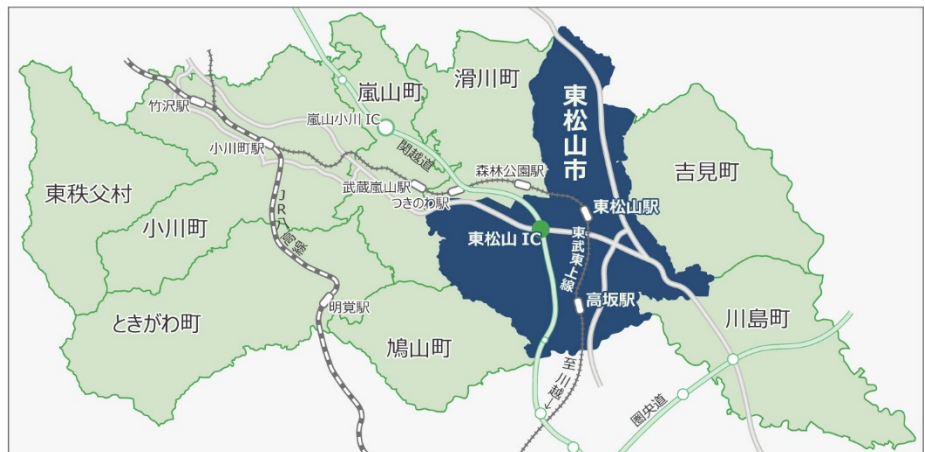 嵐山町
滑川町
東松山市
竹沢駅
嵐山小川 IC
小川町駅
関越道
森林公園駅
吉見町
東秩父村
武蔵嵐山駅
つきのわ駅
東松山駅
小川町
JR八高線
東松山 IC
東武東上線
高坂駅
明覚駅
ときがわ町
鳩山町
川島町
至 川越→
圏央道